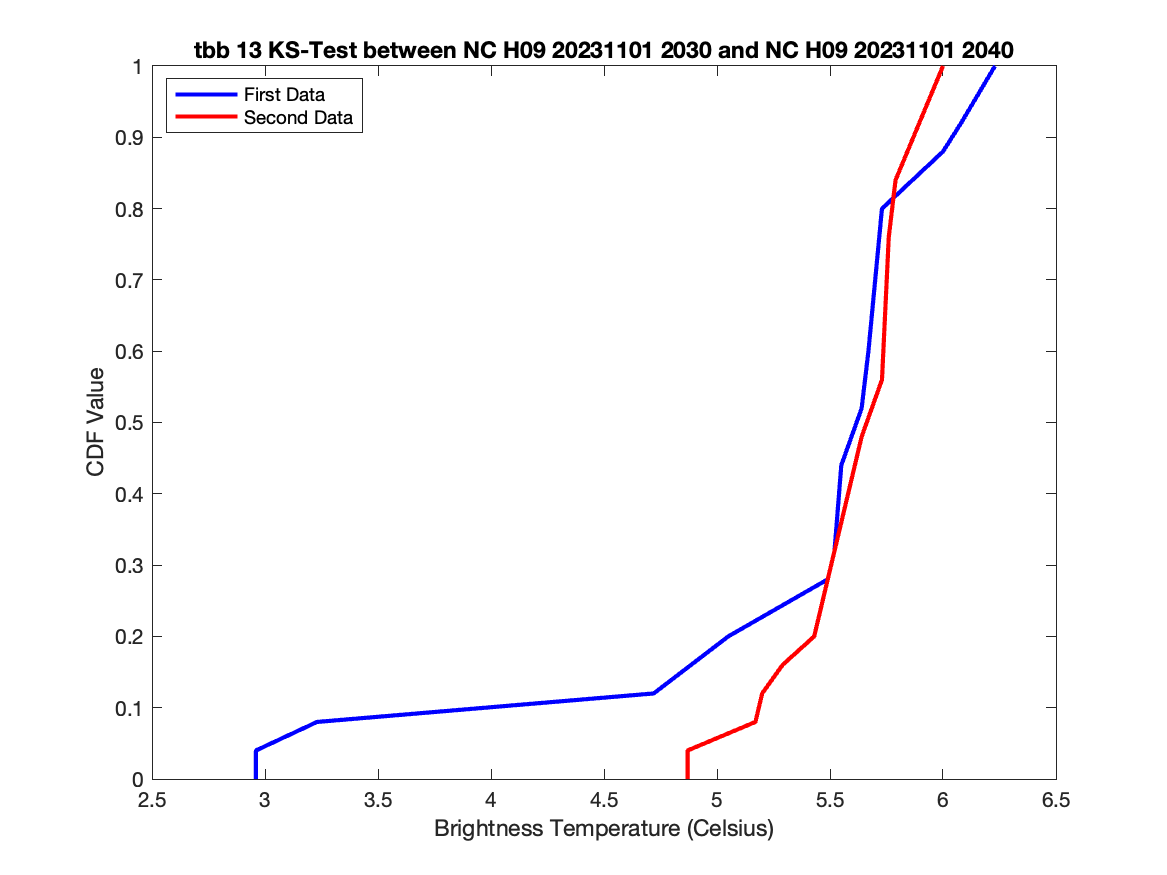 tbb 13 KS-Test between NC H09 20231101 2030 and NC H09 20231101 2040
First Data
Second Data
1
0.9
0.8
0.7
0.6
0.5
0.4
0.3
0.2
0.1
0
CDF Value
2.5 3 3.5 4 4.5 5 5.5 6 6.5
Brightness Temperature (Celsius)